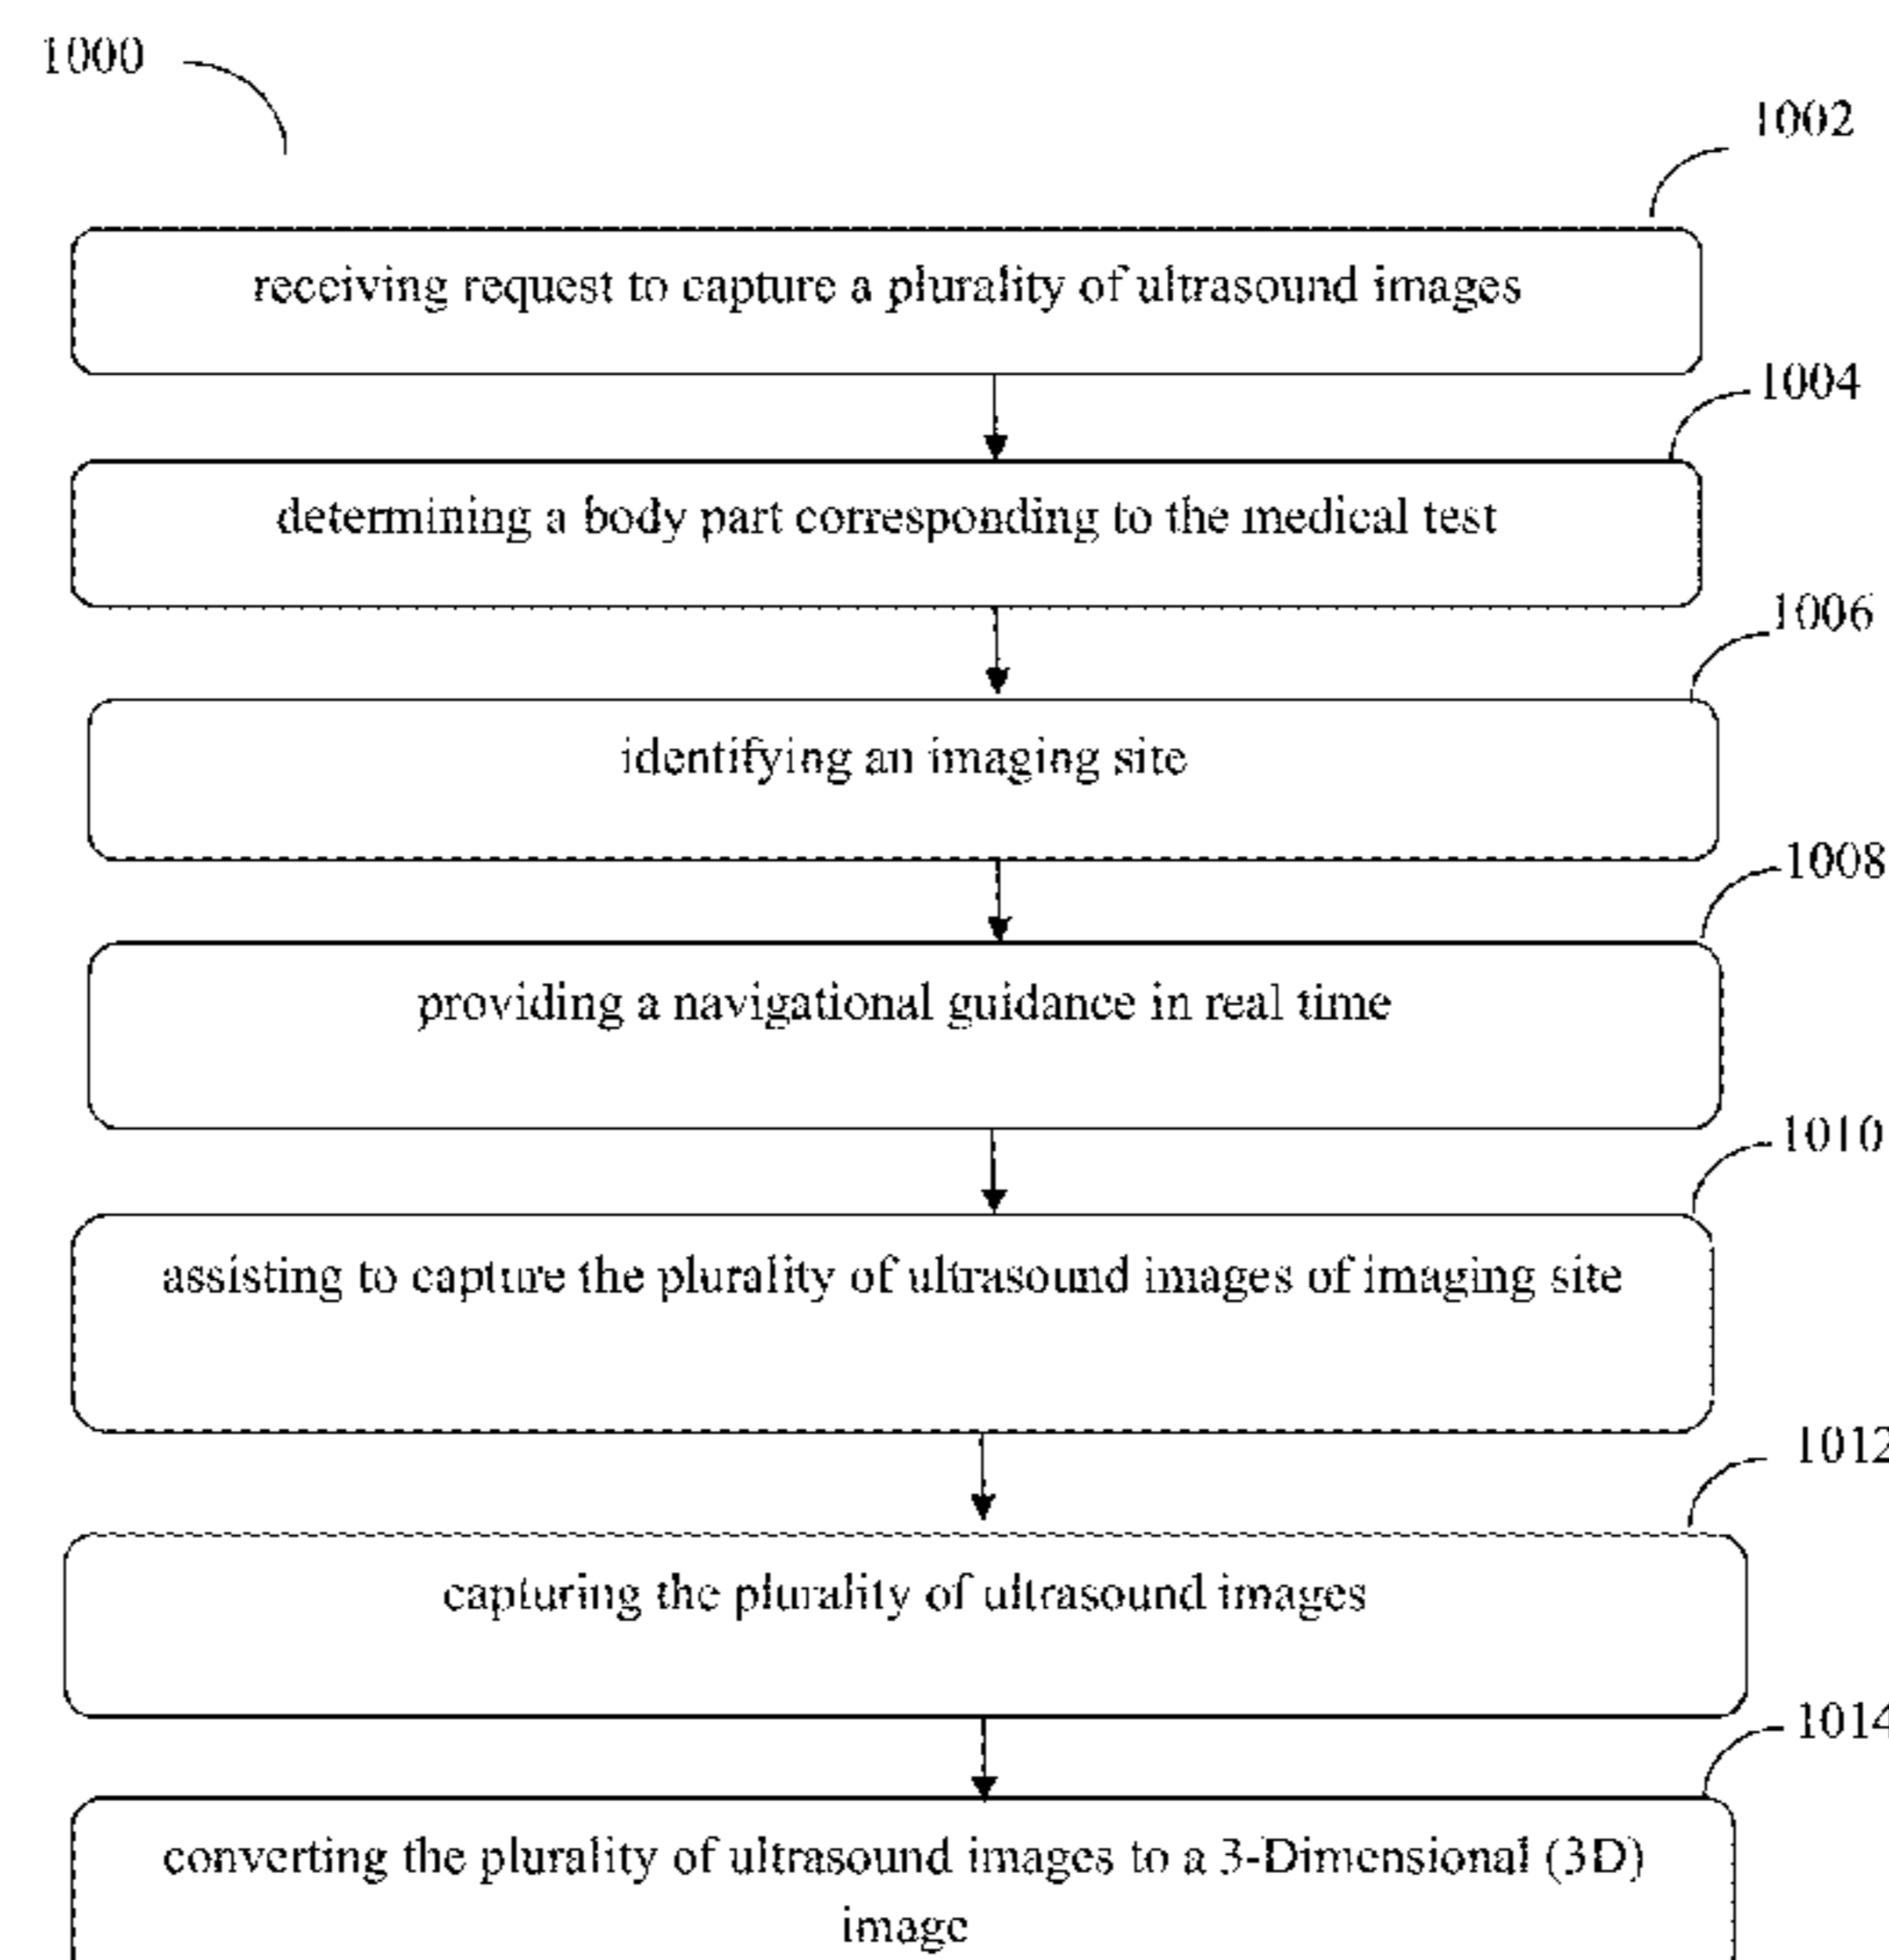 1000
1002
receiving request to capture a plurality of ultrasound images
1004
determining a body part corresponding to the medical test
1006
identifying an imaging site
1008
providing a navigational guidance in real time
1010
assisting to capture the plurality of ultrasound images of imaging site
1012
capturing the plurality of ultrasound images
1014
converting the plurality of ultrasound images to a 3-Dimensional (3D)
image